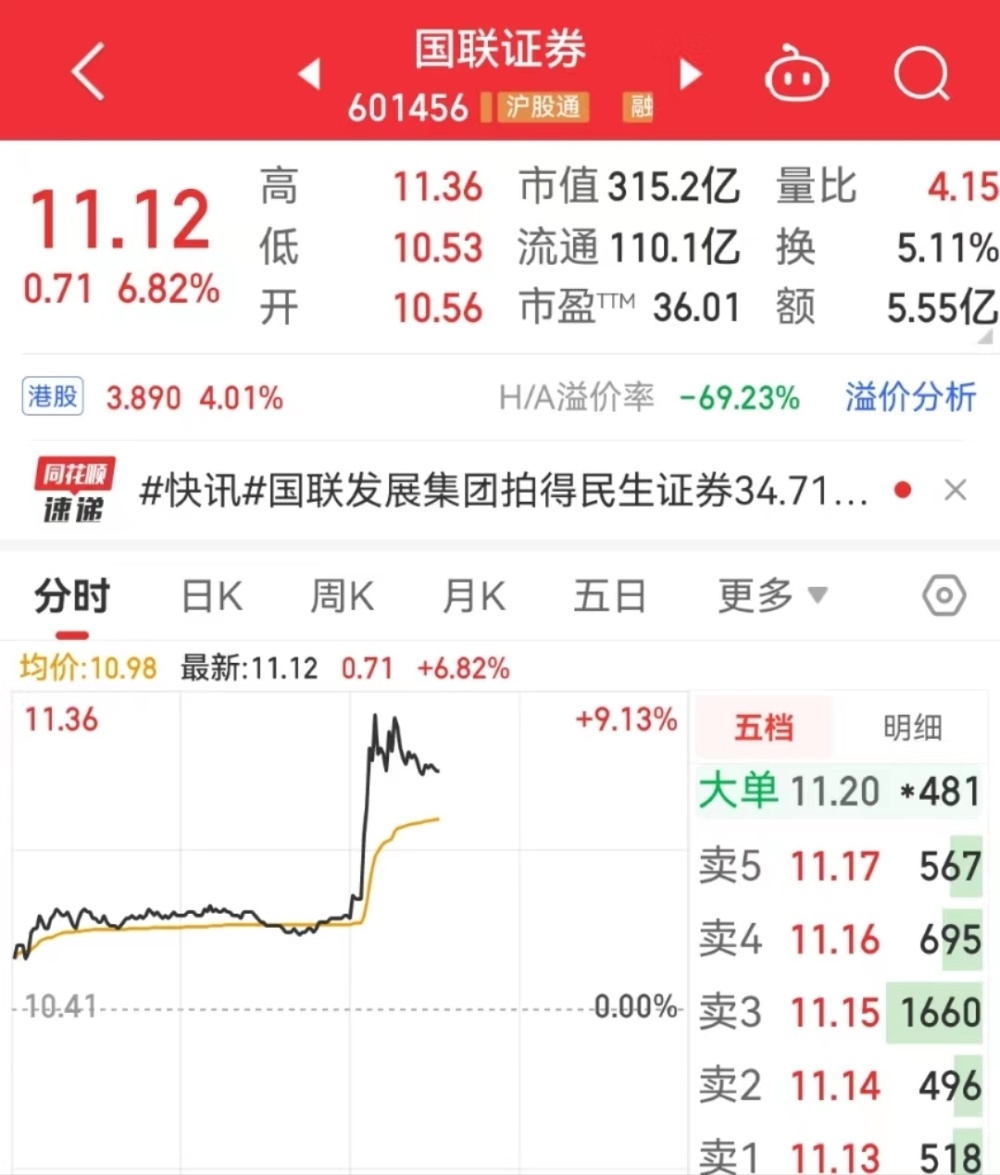 国联证券
601456 沪股通 融
11.12
0.71 6.82%
高 11.36 市值 315.2亿 量比 4.15
低 10.53 流通 110.1亿 换 5.11%
开 10.56 市盈TTM 36.01 额 5.55亿
港股 3.890 4.01% H/A溢价率 -69.23% 溢价分析
同花顺
速递
#快讯#国联发展集团拍得民生证券34.71...
分时 日K 周K 月K 五日 更多
均价:10.98 最新:11.12 0.71 +6.82%
11.36 +9.13%
10.41 0.00%
五档 明细
大单 11.20 *481
卖5 11.17 567
卖4 11.16 695
卖3 11.15 1660
卖2 11.14 496
卖1 11.13 518